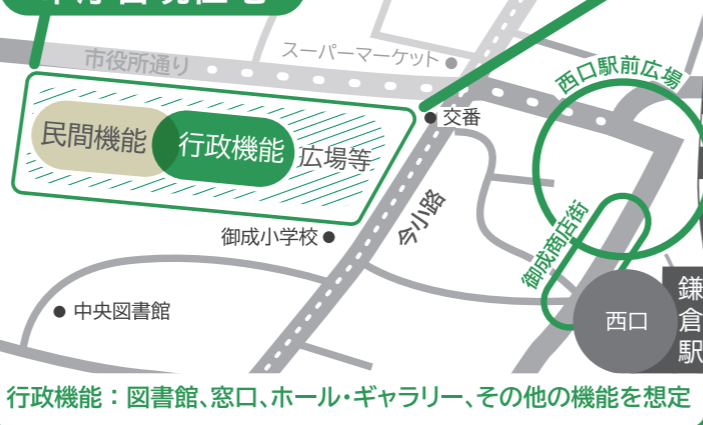 市役所通り
スーパーマーケット
西口駅前広場
交番
民間機能
行政機能
広場等
今小路
御成小学校
御成商店街
中央図書館
西口
鎌倉駅
行政機能：図書館、窓口、ホール・ギャラリー、その他の機能を想定